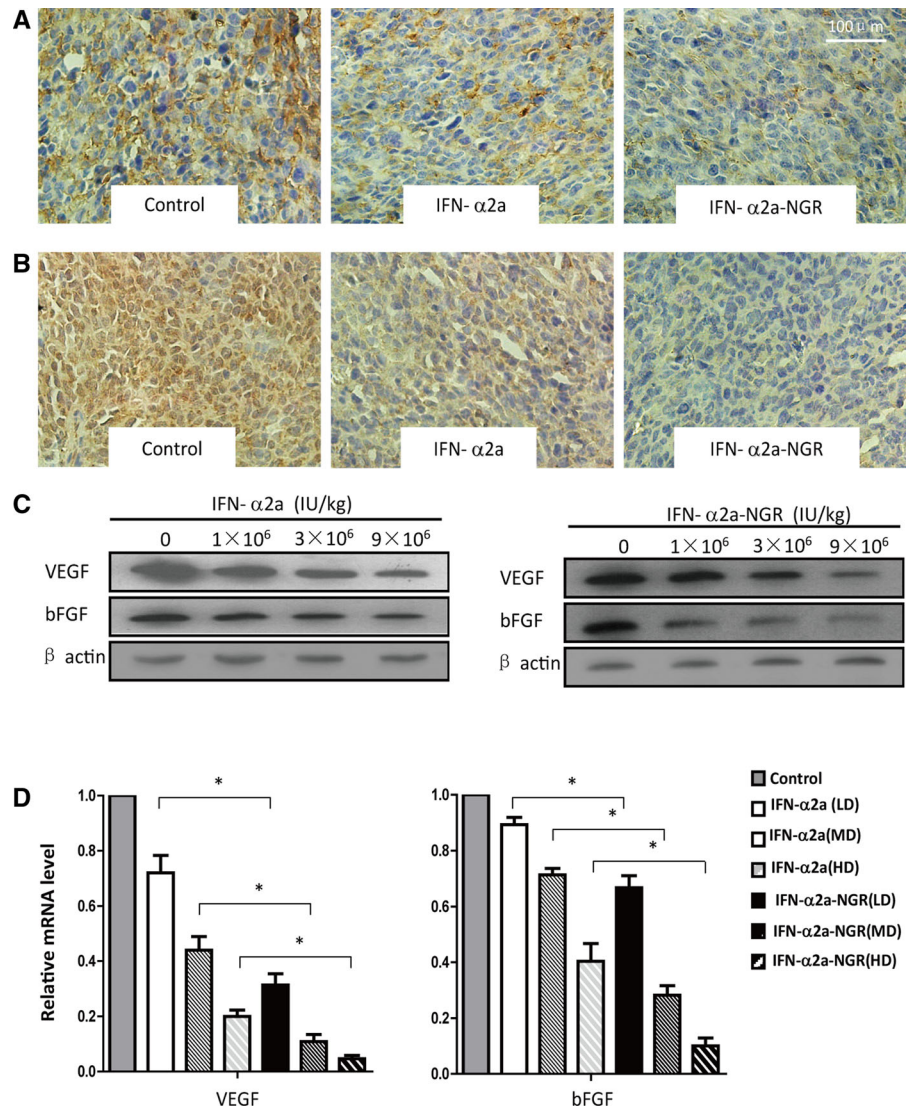 A
100 μ m
Control
IFN- α2a
IFN- α2a-NGR
B
Control
IFN- α2a
IFN- α2a-NGR
C
IFN- α2a (IU/kg)
0 1×10⁶ 3×10⁶ 9×10⁶
VEGF
bFGF
β actin
IFN- α2a-NGR (IU/kg)
0 1×10⁶ 3×10⁶ 9×10⁶
VEGF
bFGF
β actin
D
Relative mRNA level
1.0
0.8
0.6
0.4
0.2
0.0
*
*
*
VEGF
1.0
0.8
0.6
0.4
0.2
0.0
*
*
*
bFGF
Control
IFN-α2a (LD)
IFN-α2a(MD)
IFN-α2a(HD)
IFN-α2a-NGR(LD)
IFN-α2a-NGR(MD)
IFN-α2a-NGR(HD)